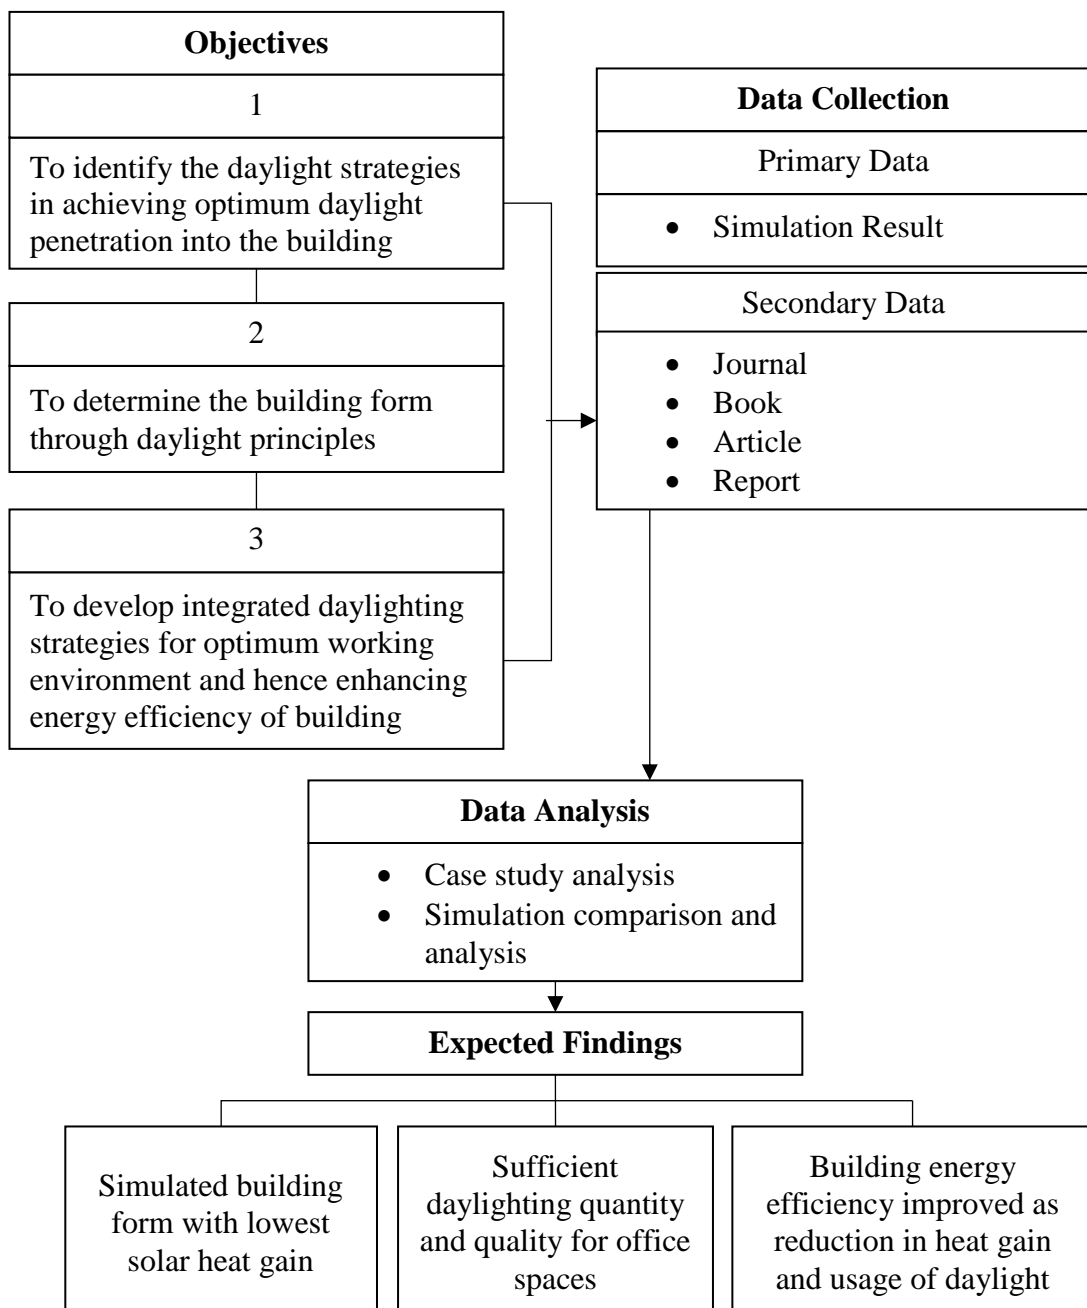 Objectives
1
To identify the daylight strategies
in achieving optimum daylight
penetration into the building
2
To determine the building form
through daylight principles
3
To develop integrated daylighting
strategies for optimum working
environment and hence enhancing
energy efficiency of building
Data Collection
Primary Data
• Simulation Result
Secondary Data
• Journal
• Book
• Article
• Report
Data Analysis
• Case study analysis
• Simulation comparison and
analysis
Expected Findings
Simulated building
form with lowest
solar heat gain
Sufficient
daylighting quantity
and quality for office
spaces
Building energy
efficiency improved as
reduction in heat gain
and usage of daylight